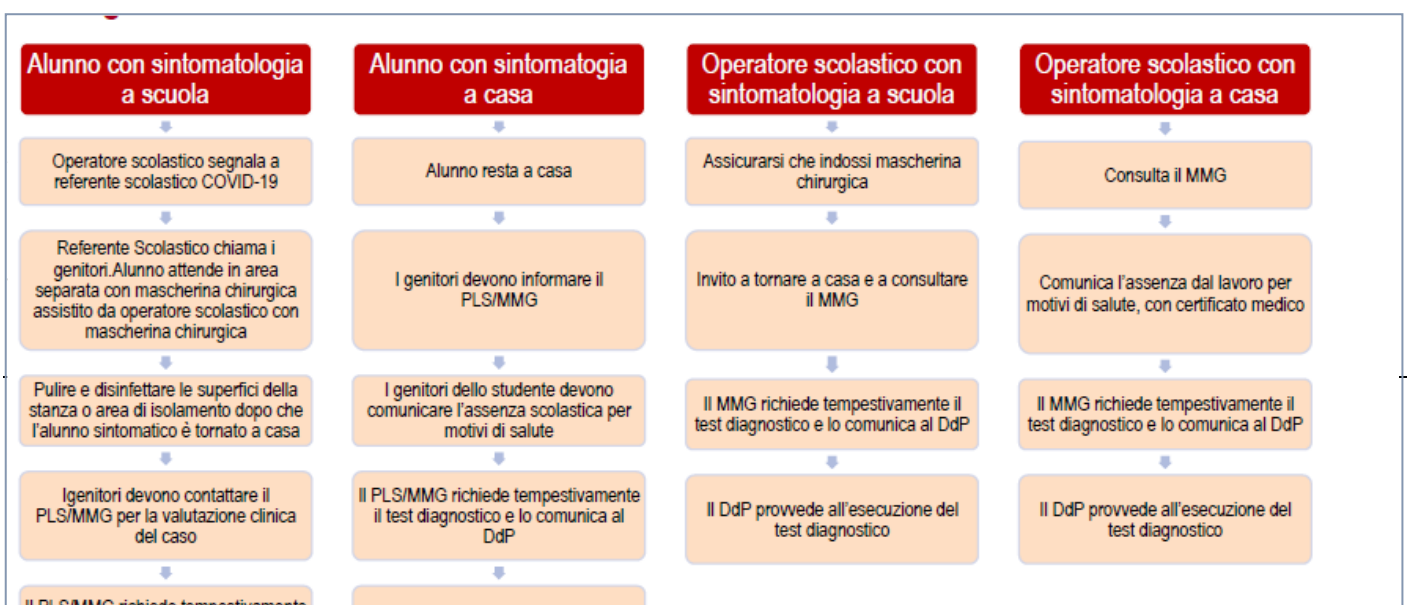 Alunno con sintomatologia
a scuola
Operatore scolastico segnala a
referente scolastico COVID-19
Referente Scolastico chiama i
genitori.Alunno attende in area
separata con mascherina chirurgica
assistito da operatore scolastico con
mascherina chirurgica
Pulire e disinfettare le superfici della
stanza o area di isolamento dopo che
l'alunno sintomatico è tornato a casa
Igenitori devono contattare il
PLS/MMG per la valutazione clinica
del caso
Il PLS/MMG richiede tempestivamente
Alunno con sintomatogia
a casa
Alunno resta a casa
I genitori devono informare il
PLS/MMG
I genitori dello studente devono
comunicare l'assenza scolastica per
motivi di salute
Il PLS/MMG richiede tempestivamente
il test diagnostico e lo comunica al
DdP
Operatore scolastico con
sintomatologia a scuola
Assicurarsi che indossi mascherina
chirurgica
Invito a tornare a casa e a consultare
il MMG
Il MMG richiede tempestivamente il
test diagnostico e lo comunica al DdP
Il DdP provvede all'esecuzione del
test diagnostico
Operatore scolastico con
sintomatologia a casa
Consulta il MMG
Comunica l'assenza dal lavoro per
motivi di salute, con certificato medico
Il MMG richiede tempestivamente il
test diagnostico e lo comunica al DdP
Il DdP provvede all'esecuzione del
test diagnostico